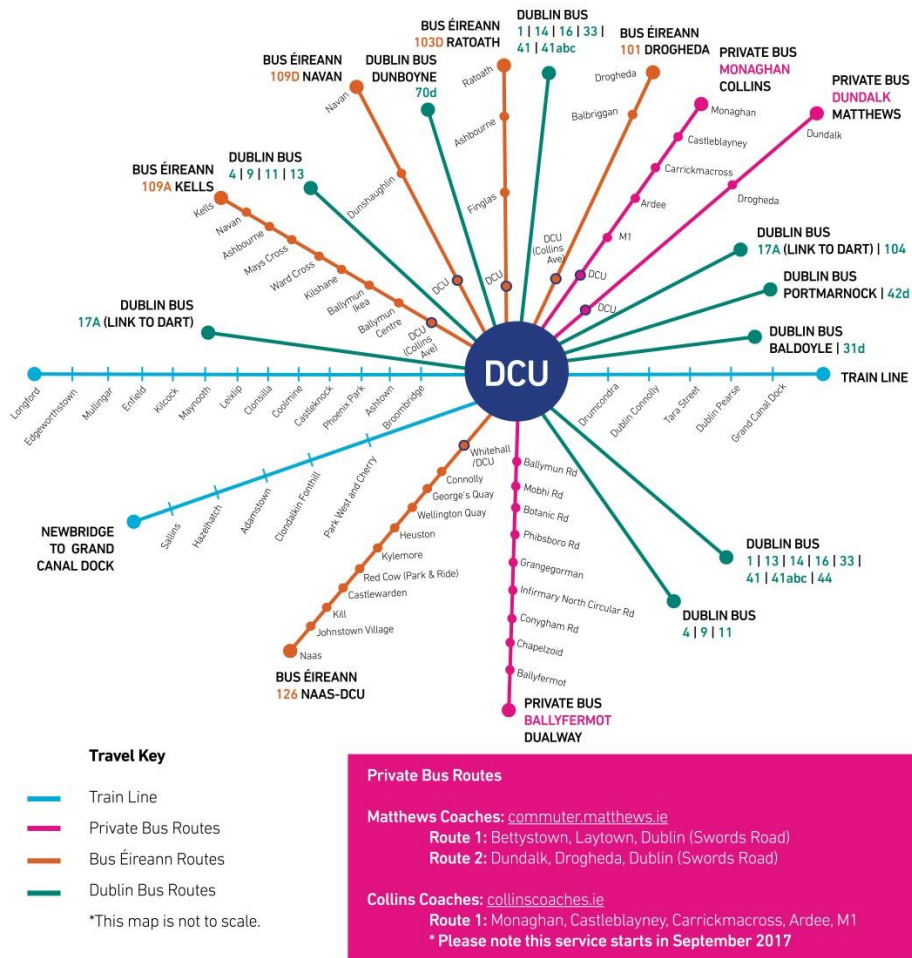 DUBLIN BUS
1 | 14 | 16 | 33 |
41 | 41abc
BUS ÉIREANN
103D RATOATH
BUS ÉIREANN
101 DROGHEDA
PRIVATE BUS
MONAGHAN
COLLINS
PRIVATE BUS
DUNDALK
MATTHEWS
BUS ÉIREANN
109D NAVAN
DUBLIN BUS
DUNBOYNE
70d
BUS ÉIREANN
109A KELLS
DUBLIN BUS
4 | 9 | 11 | 13
Kells
Navan
Ashbourne
Mays Cross
Ward Cross
Kilshane
Ballymun
Ikea
Ballymun
Centre
DCU
(Collins
Ave)
Navan
Dunshaughlin
DCU
Ratoath
Ashbourne
Finglas
DCU
Drogheda
Balbriggan
DCU
(Collins
Ave)
Monaghan
Castleblayney
Carrickmacross
Ardee
M1
DCU
Dundalk
Drogheda
DCU
DUBLIN BUS
17A (LINK TO DART) | 104
DUBLIN BUS
PORTMARNOCK | 42d
DUBLIN BUS
BALDOYLE | 31d
DUBLIN BUS
17A (LINK TO DART)
DCU
TRAIN LINE
Longford
Edgeworthstown
Mullingar
Enfield
Kilcock
Maynooth
Leixlip
Clonsilla
Coolmine
Castleknock
Phoenix Park
Ashtown
Broombridge
Drumcondra
Dublin Connolly
Tara Street
Dublin Pearse
Grand Canal Dock
NEWBRIDGE
TO GRAND
CANAL DOCK
Sallins
Hazelhatch
Adamstown
Clondalkin Fonthill
Park West and Cherry
Whitehall
/DCU
Connolly
George's Quay
Wellington Quay
Heuston
Kylemore
Red Cow (Park & Ride)
Castlewarden
Kill
Johnstown Village
Naas
BUS ÉIREANN
126 NAAS-DCU
Ballymun Rd
Mobhi Rd
Botanic Rd
Phibsboro Rd
Grangegorman
Infirmary North Circular Rd
Conygham Rd
Chapelzoid
Ballyfermot
PRIVATE BUS
BALLYFERMOT
DUALWAY
DUBLIN BUS
1 | 13 | 14 | 16 | 33 |
41 | 41abc | 44
DUBLIN BUS
4 | 9 | 11
Travel Key
Train Line
Private Bus Routes
Bus Éireann Routes
Dublin Bus Routes
*This map is not to scale.
Private Bus Routes
Matthews Coaches: commuter.matthews.ie
Route 1: Bettystown, Laytown, Dublin (Swords Road)
Route 2: Dundalk, Drogheda, Dublin (Swords Road)
Collins Coaches: collinscoaches.ie
Route 1: Monaghan, Castleblayney, Carrickmacross, Ardee, M1
* Please note this service starts in September 2017